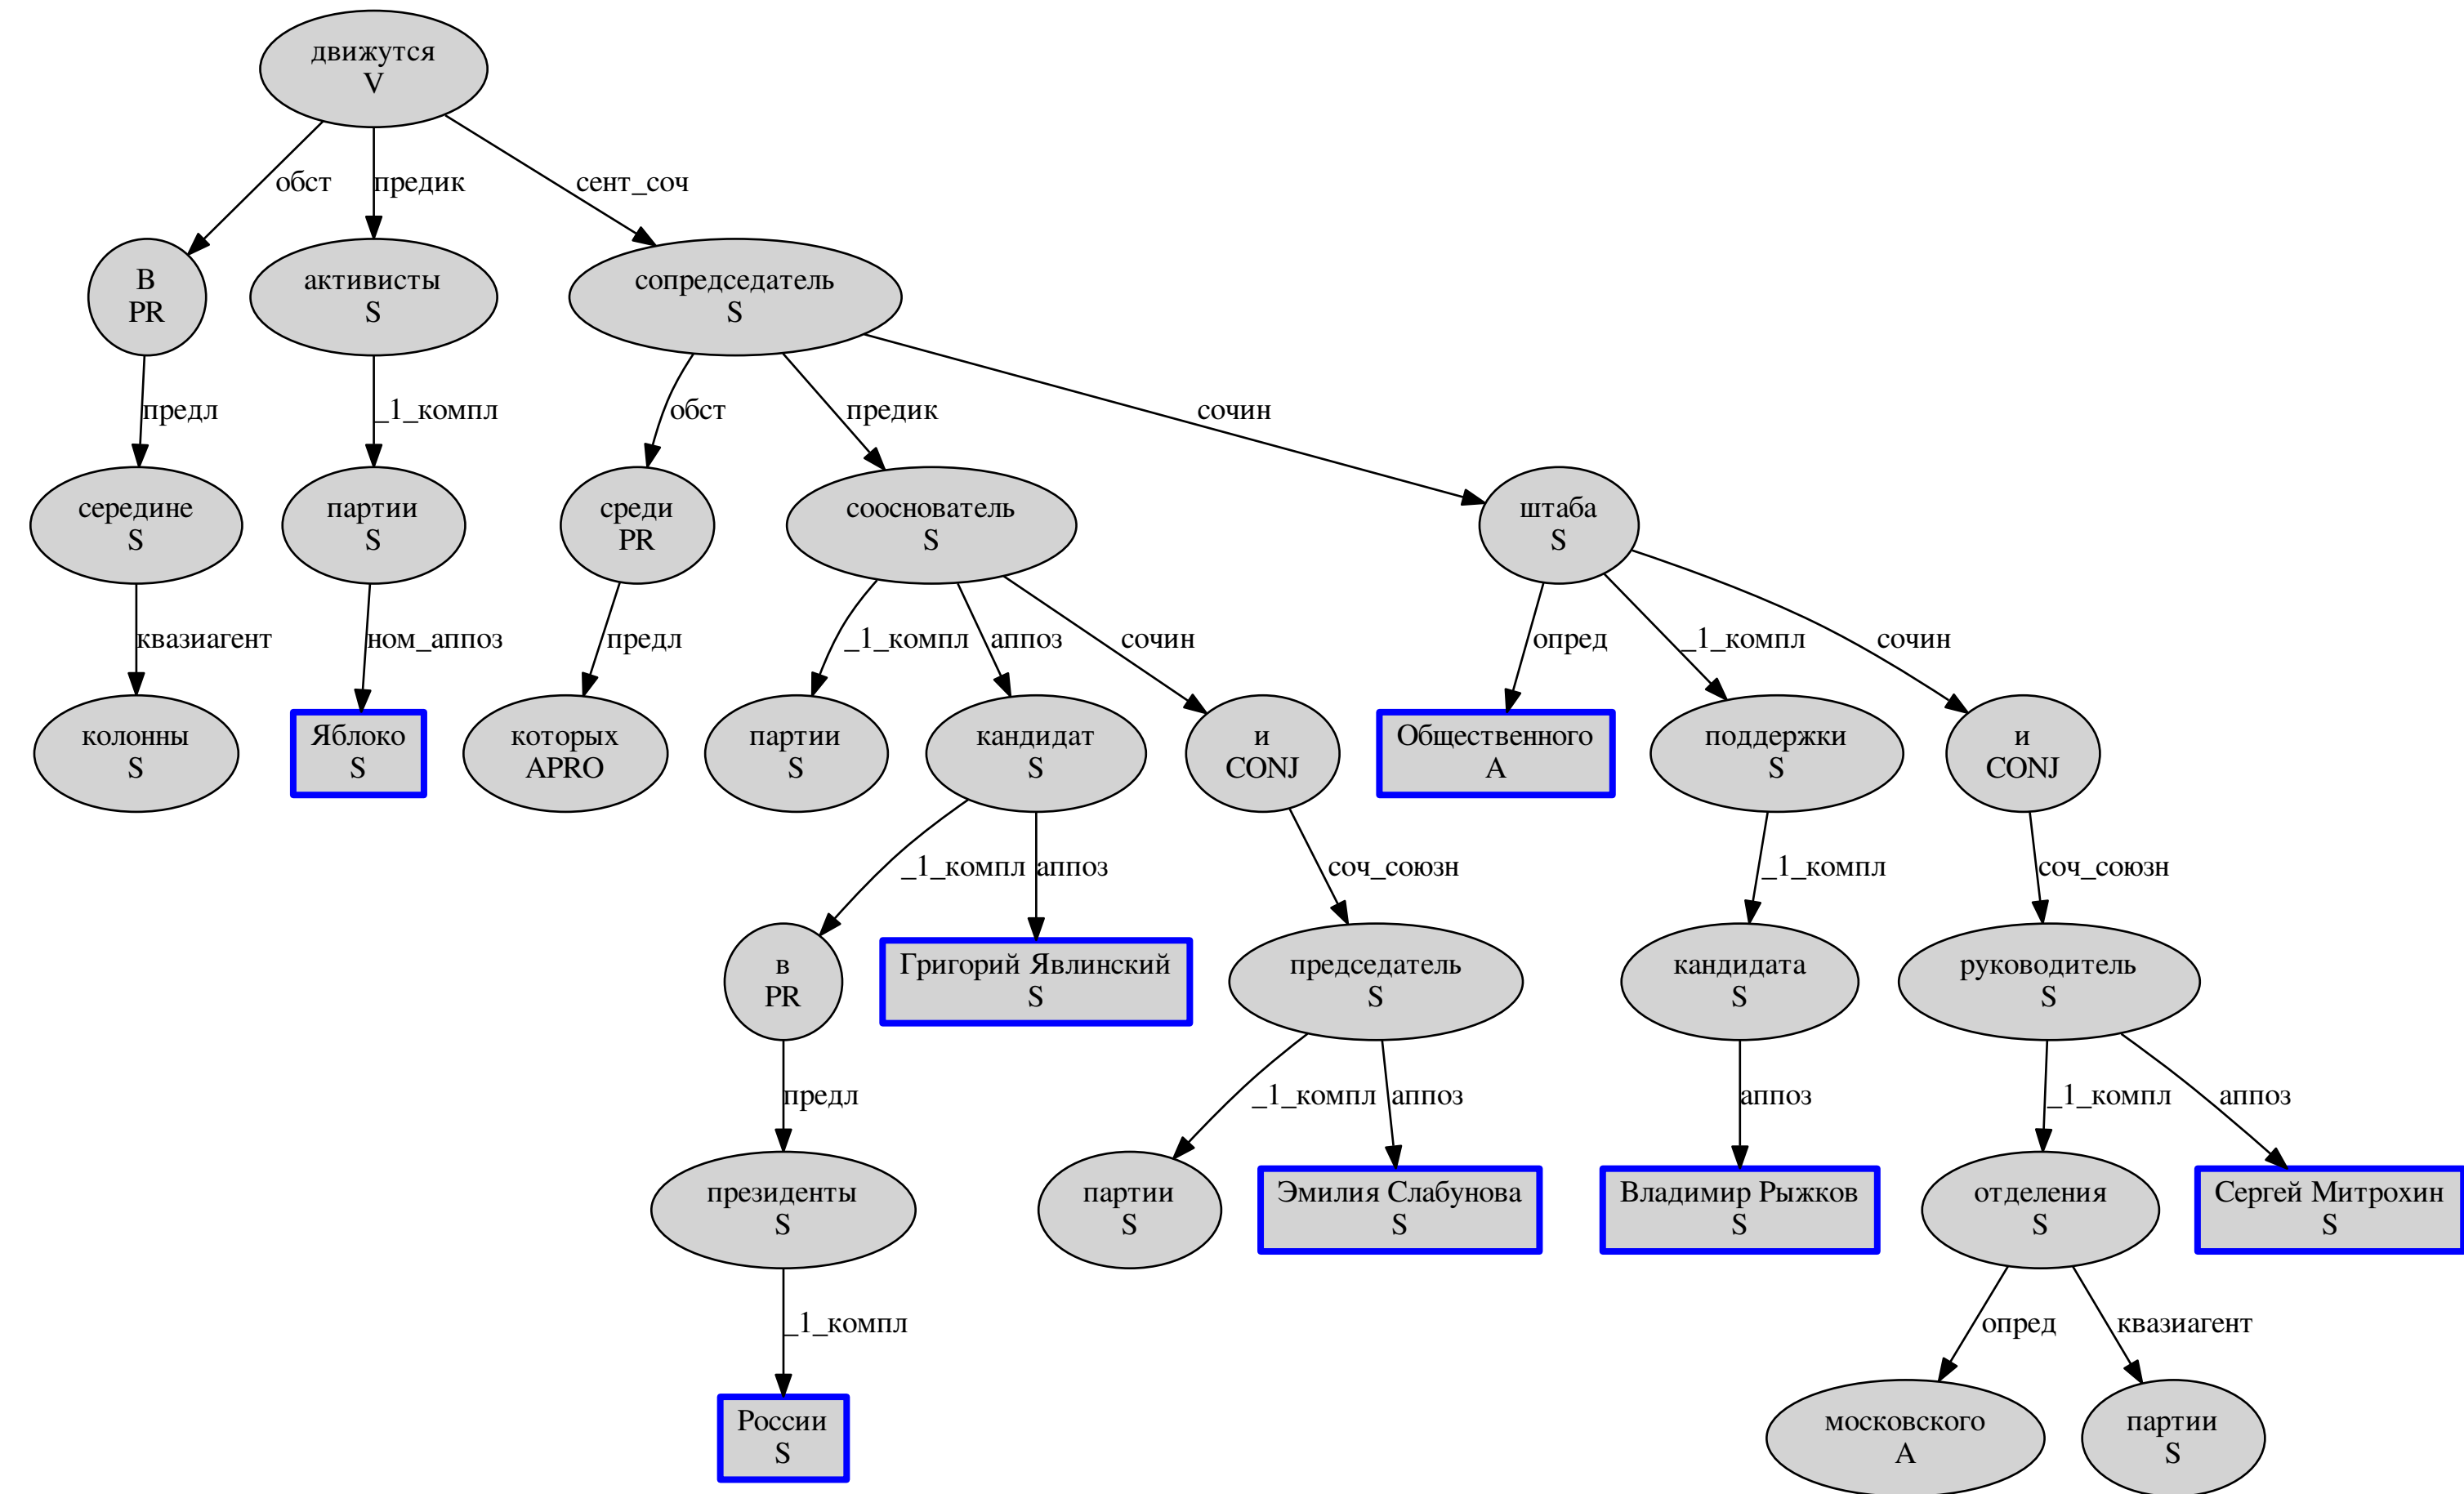 движутся
V
обст
предик
сент_соч
В
PR
активисты
S
сопредседатель
S
предл
_1_компл
обст
предик
сочин
середине
S
партии
S
среди
PR
сооснователь
S
штаба
S
квазиагент
ном_аппоз
предл
_1_компл
аппоз
сочин
опред
_1_компл
сочин
колонны
S
Яблоко
S
которых
APRO
партии
S
кандидат
S
и
CONJ
Общественного
A
поддержки
S
и
CONJ
_1_компл
аппоз
соч_союзн
_1_компл
соч_союзн
в
PR
Григорий Явлинский
S
председатель
S
кандидата
S
руководитель
S
предл
_1_компл
аппоз
аппоз
_1_компл
аппоз
президенты
S
партии
S
Эмилия Слабунова
S
Владимир Рыжков
S
отделения
S
Сергей Митрохин
S
_1_компл
опред
квазиагент
России
S
московского
A
партии
S